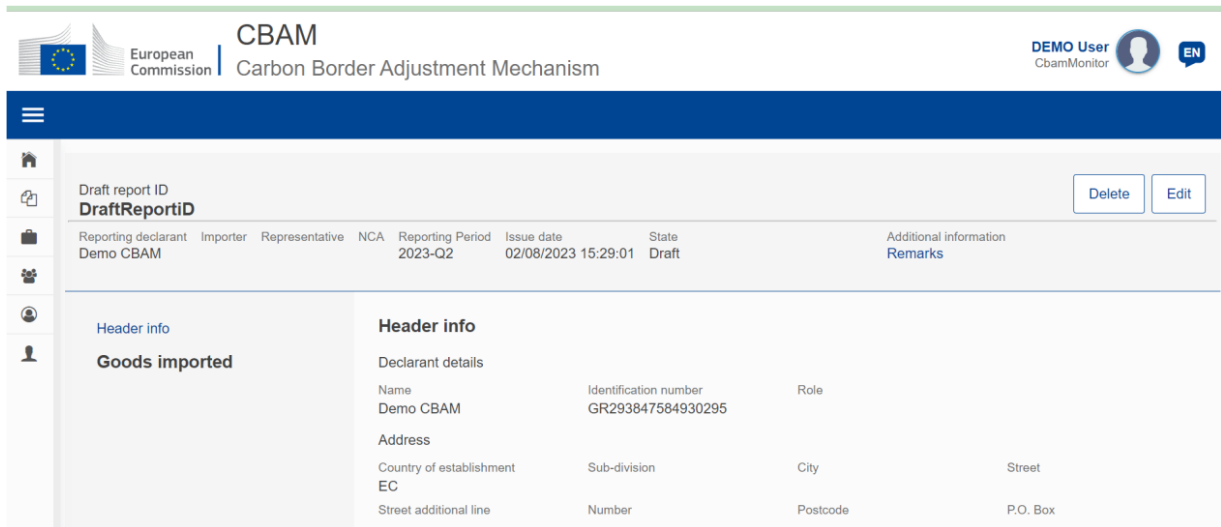 European
Commission
CBAM
Carbon Border Adjustment Mechanism
DEMO User
CbamMonitor
EN
Draft report ID
DraftReportiD
Delete Edit
Reporting declarant Importer Representative NCA Reporting Period Issue date State Additional information
Demo CBAM 2023-Q2 02/08/2023 15:29:01 Draft Remarks
Header info
Goods imported
Header info
Declarant details
Name Identification number Role
Demo CBAM GR293847584930295
Address
Country of establishment Sub-division City Street
EC
Street additional line Number Postcode P.O. Box